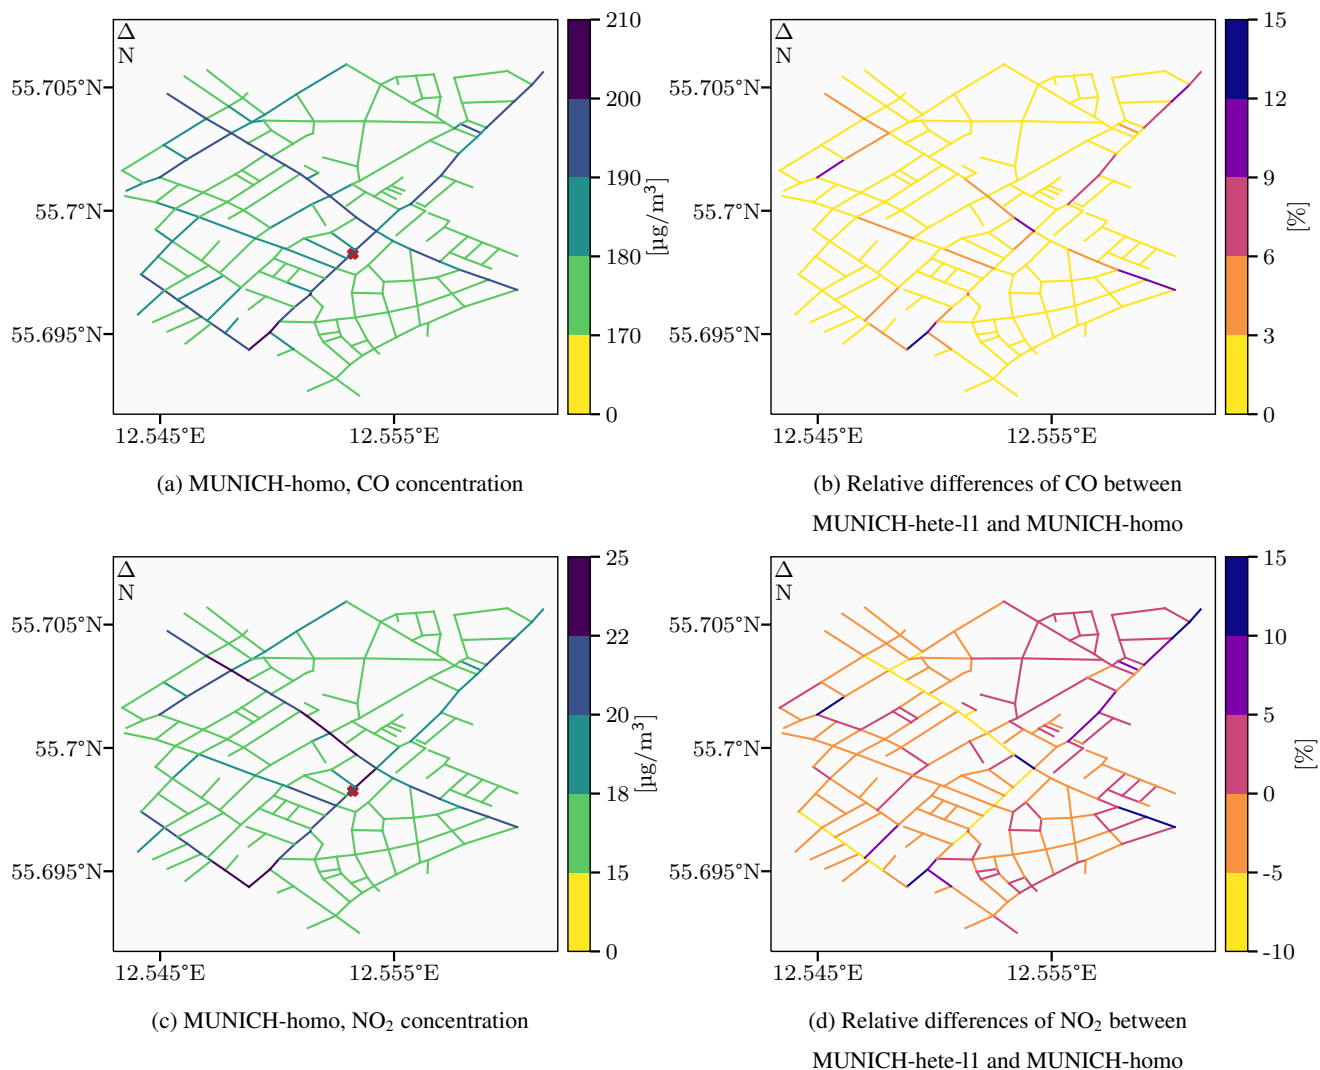 Δ
N
55.705°N
55.7°N
55.695°N
12.545°E
12.555°E
210
200
190
180
170
0
[µg/m³]
(a) MUNICH-homo, CO concentration
Δ
N
55.705°N
55.7°N
55.695°N
12.545°E
12.555°E
15
12
9
6
3
0
[%]
(b) Relative differences of CO between
MUNICH-hete-l1 and MUNICH-homo
Δ
N
55.705°N
55.7°N
55.695°N
12.545°E
12.555°E
25
22
20
18
15
0
[µg/m³]
(c) MUNICH-homo, NO₂ concentration
Δ
N
55.705°N
55.7°N
55.695°N
12.545°E
12.555°E
15
10
5
0
-5
-10
[%]
(d) Relative differences of NO₂ between
MUNICH-hete-l1 and MUNICH-homo